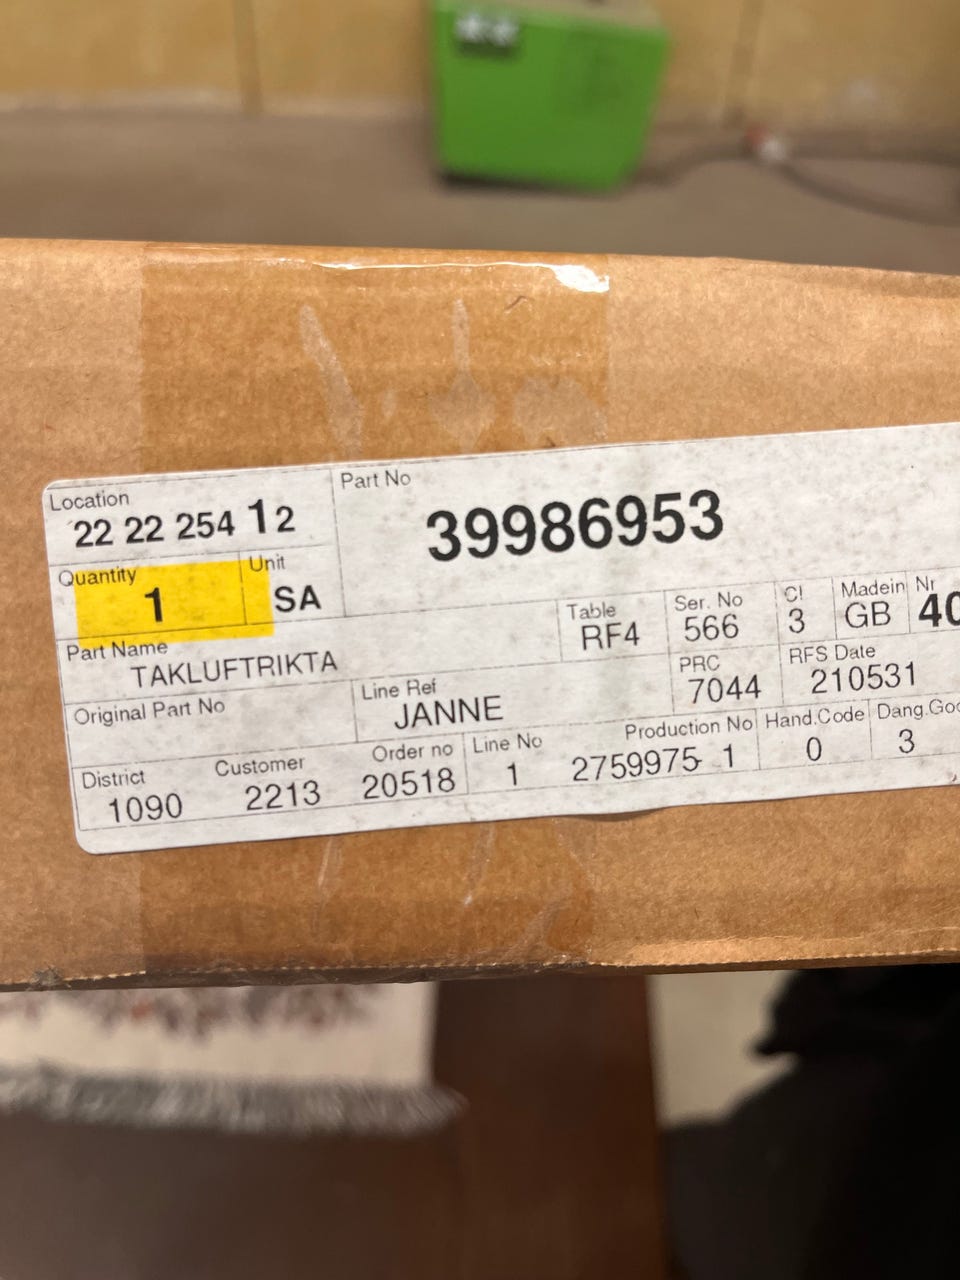 Location
22 22 254 12
Part No
39986953
Quantity
1
Unit
SA
Part Name
TAKLUFTRIKTA
Table
RF4
Ser. No
566
Cl
3
Madein
GB
Nr
40
Original Part No
Line Ref
JANNE
PRC
7044
RFS Date
210531
District
1090
Customer
2213
Order no
20518
Line No
1
Production No
2759975- 1
Hand.Code
0
Dang.Goo
3